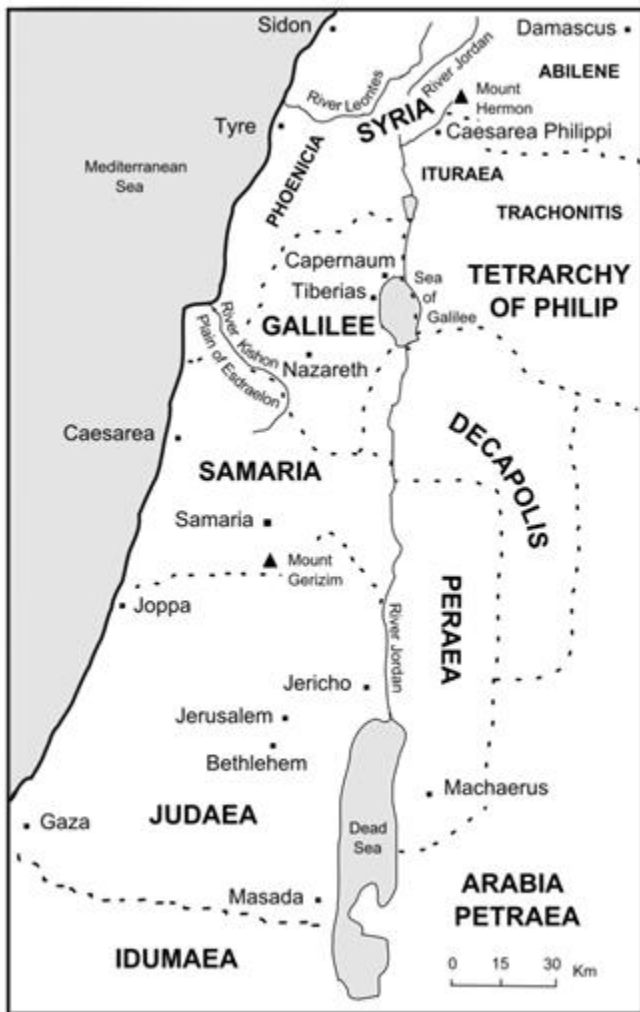 Sidon
Damascus
River Jordan
ABILENE
Mount
Hermon
River Leontes
SYRIA
Tyre
Caesarea Philippi
Mediterranean
Sea
PHOENICIA
ITURAEA
TRACHONITIS
Capernaum
Sea
of
Galilee
TETRARCHY
OF PHILIP
Tiberias
GALILEE
River Kishon
Plain of Esdraelon
Nazareth
Caesarea
DECAPOLIS
SAMARIA
Samaria
Mount
Gerizim
Joppa
PERAEA
River Jordan
Jericho
Jerusalem
Bethlehem
Machaerus
JUDAEA
Gaza
Dead
Sea
Masada
ARABIA
PETRAEA
IDUMAEA
0 15 30 Km